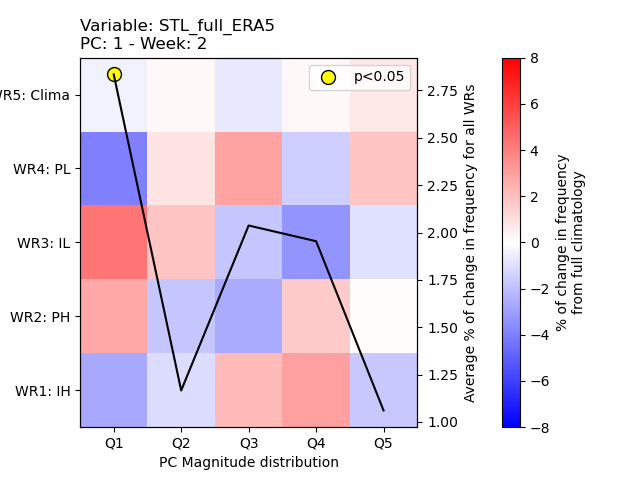 Variable: STL_full_ERA5
PC: 1 - Week: 2
p<0.05
WR5: Clima
WR4: PL
WR3: IL
WR2: PH
WR1: IH
Q1 Q2 Q3 Q4 Q5
PC Magnitude distribution
2.75
2.50
2.25
2.00
1.75
1.50
1.25
1.00
Average % of change in frequency for all WRs
8
6
4
2
0
−2
−4
−6
−8
% of change in frequency
from full climatology